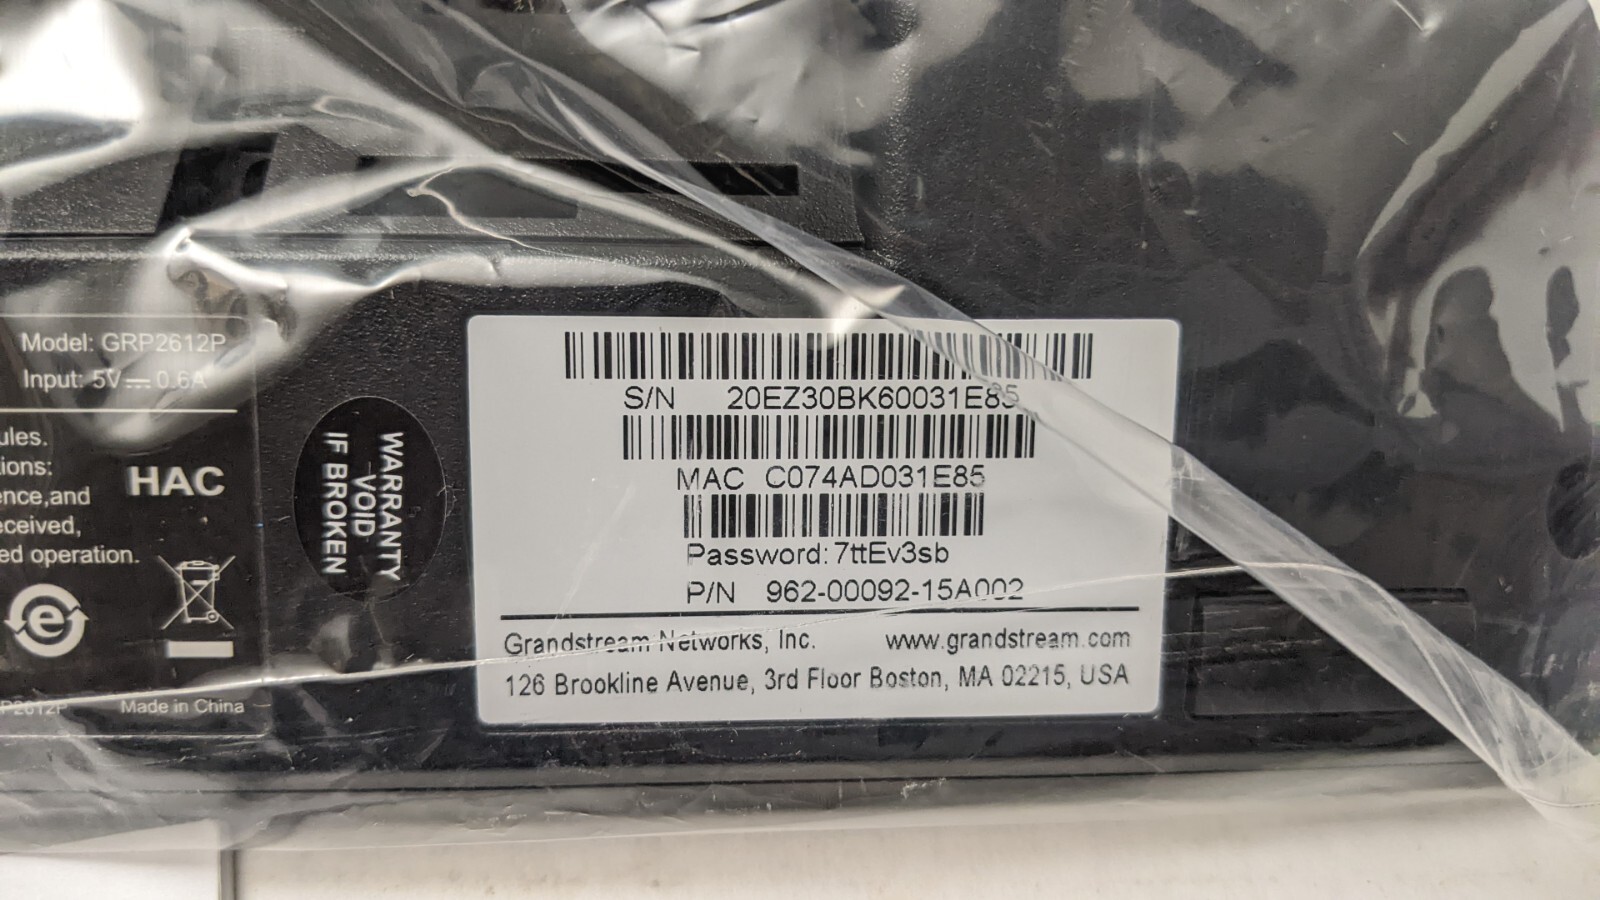 Model: GRP2612P
Input: 5V 0.6A
ules.
ions:
ence,and
eceived,
ed operation.
HAC
P2612P
Made in China
WARRANTY
VOID
IF BROKEN
S/N 20EZ30BK60031E85
MAC C074AD031E85
Password: 7ttEv3sb
P/N 962-00092-15A002
Grandstream Networks, Inc. www.grandstream.com
126 Brookline Avenue, 3rd Floor Boston, MA 02215, USA